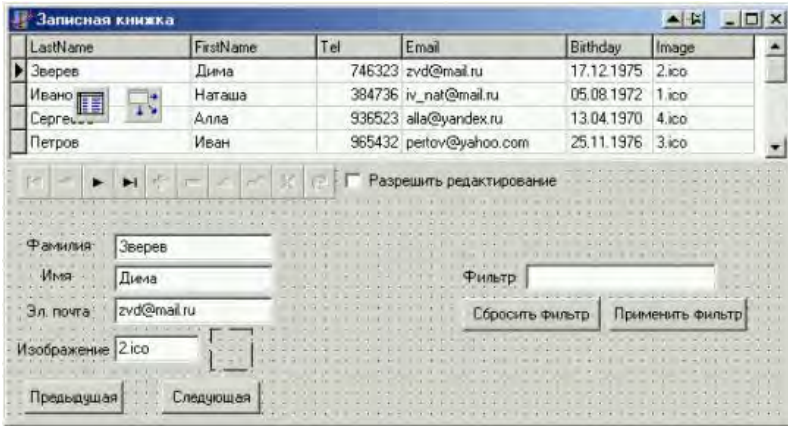 Записная книжка
LastName FirstName Tel Email Birthday Image
Зверев Дима 746323 zvd@mail.ru 17.12.1975 2.ico
Ивано Наташа 384736 iv_nat@mail.ru 05.08.1972 1.ico
Алла 936523 alla@yandex.ru 13.04.1970 4.ico
Петров Иван 965432 pertov@yahoo.com 25.11.1976 3.ico
Разрешить редактирование
Фамилия Зверев
Имя Дима
Фильтр
Эл. почта zvd@mail.ru
Сбросить фильтр Применить фильтр
Изображение 2.ico
Предыдущая Следующая